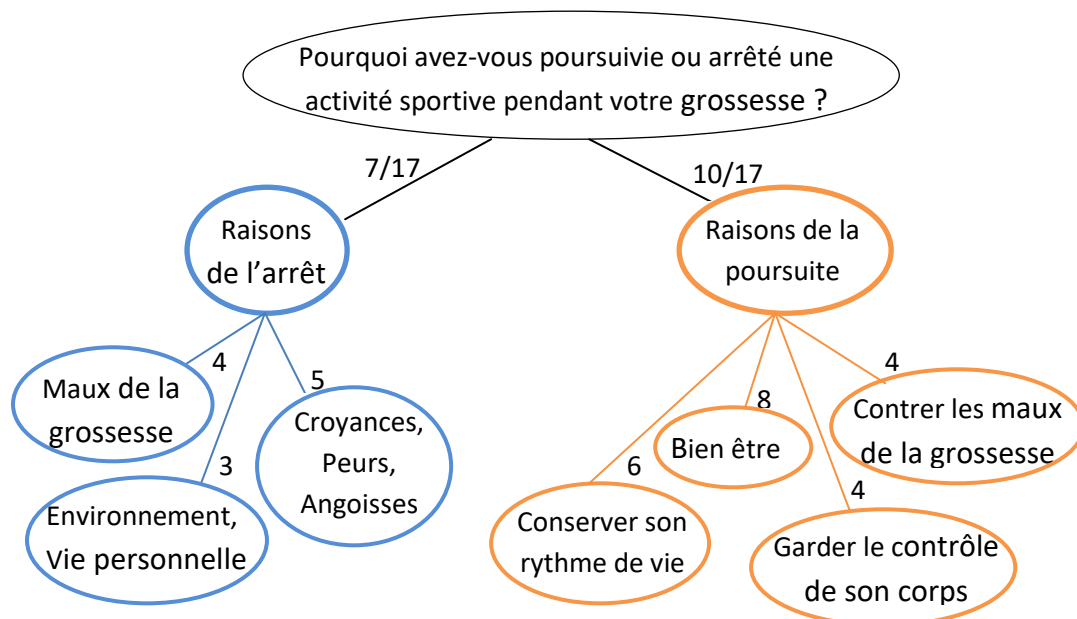 Pourquoi avez-vous poursuivie ou arrêté une
activité sportive pendant votre grossesse ?
7/17
10/17
Raisons
de l'arrêt
Raisons de la
poursuite
4
Maux de la
grossesse
3
Environnement,
Vie personnelle
5
Croyances,
Peurs,
Angoisses
6
Conserver son
rythme de vie
8
Bien être
4
Garder le contrôle
de son corps
4
Contrer les maux
de la grossesse